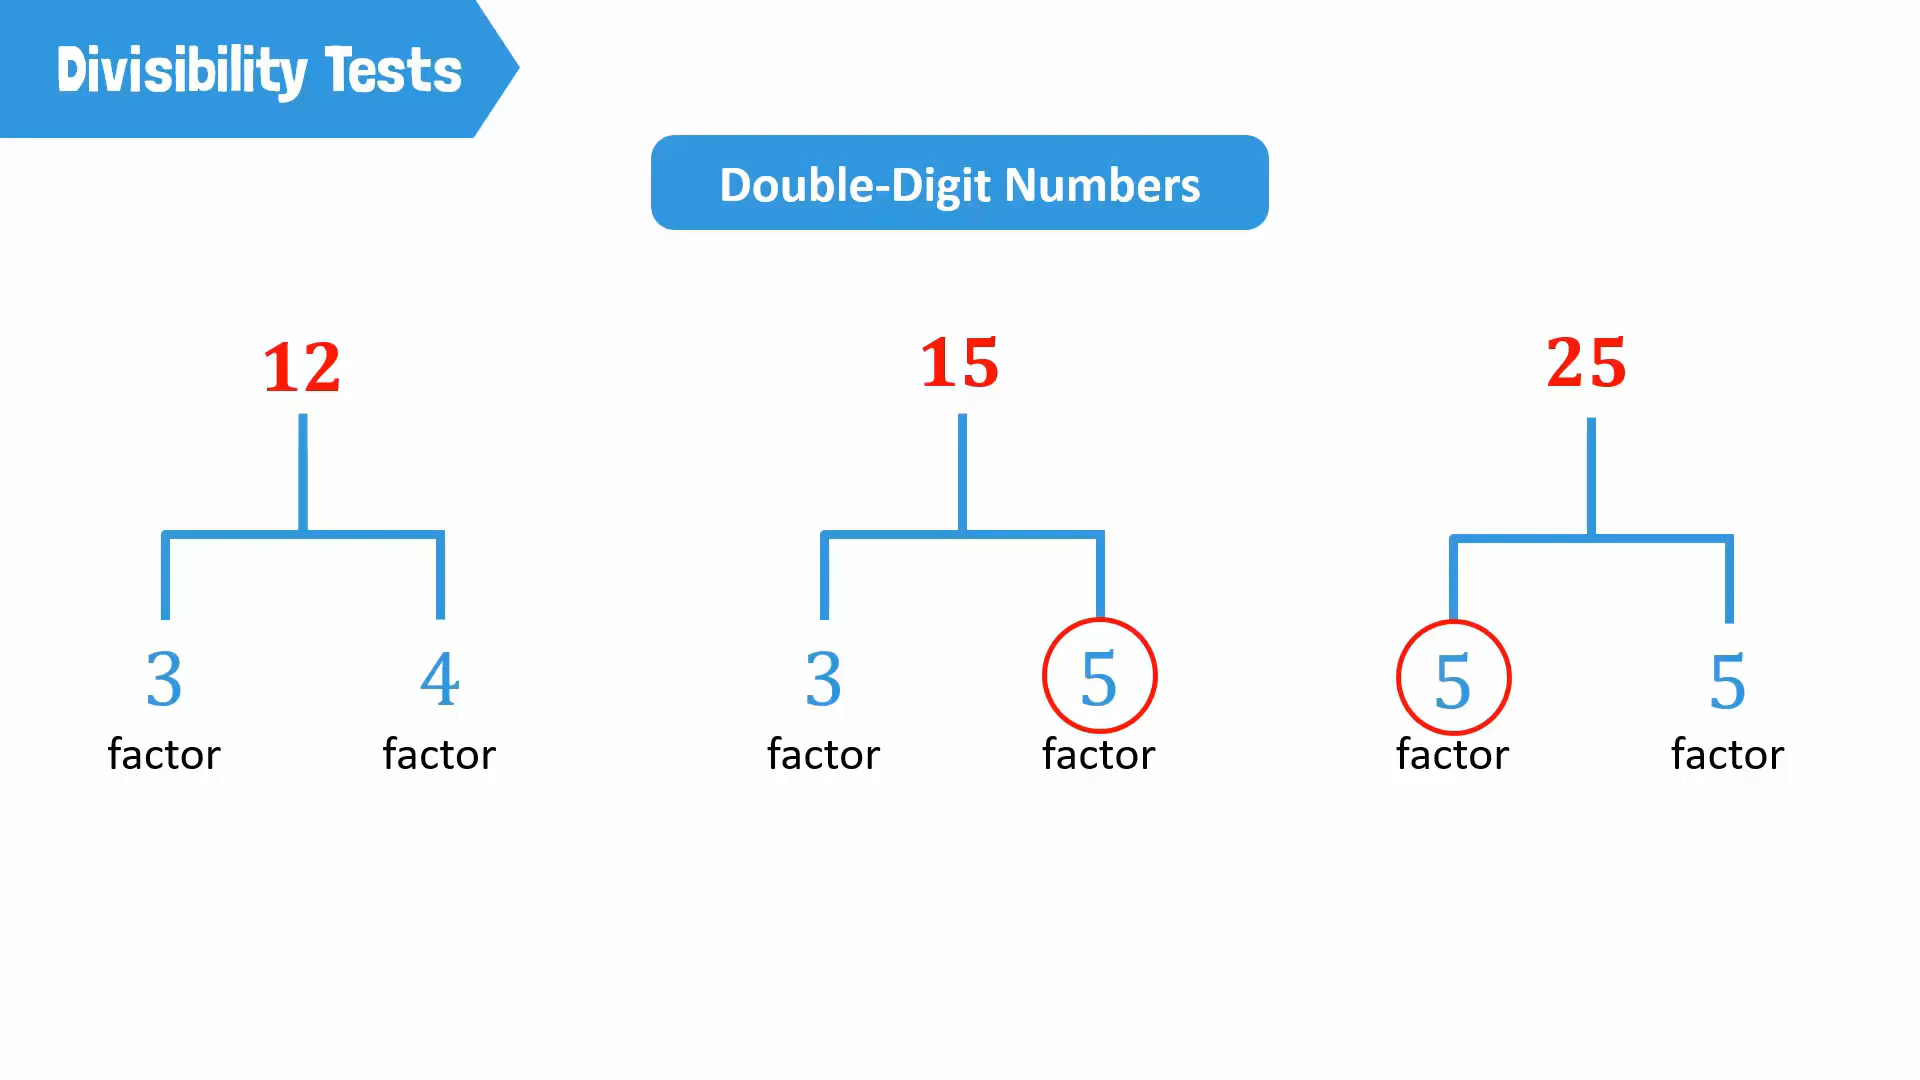 Divisibility Tests
Double-Digit Numbers
12
15
25
3
4
3
5
5
5
factor
factor
factor
factor
factor
factor